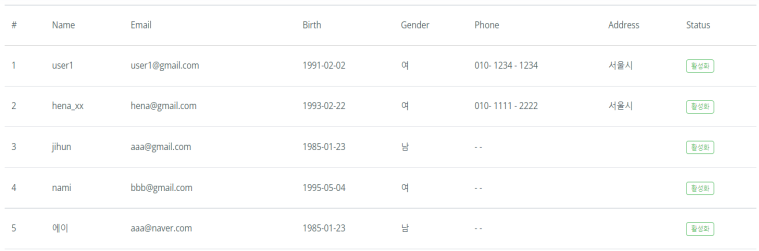 # Name Email Birth Gender Phone Address Status
1 user1 user1@gmail.com 1991-02-02 여 010- 1234 - 1234 서울시 활성화
2 hena_xx hena@gmail.com 1993-02-22 여 010- 1111 - 2222 서울시 활성화
3 jihun aaa@gmail.com 1985-01-23 남 - - 활성화
4 nami bbb@gmail.com 1995-05-04 여 - - 활성화
5 에이 aaa@naver.com 1985-01-23 남 - - 활성화